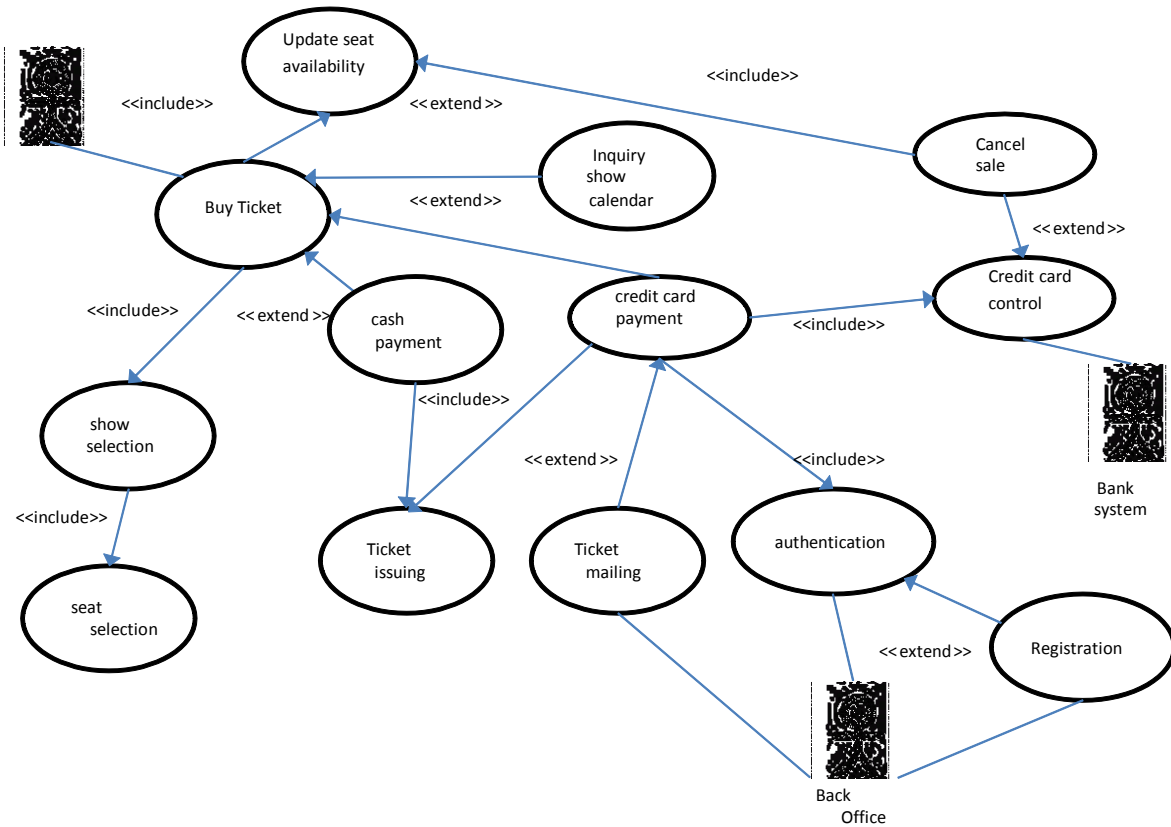 Update seat
availability
<<include>>
<<extend>>
<<include>>
Cancel
sale
Inquiry
show
calendar
<<extend>>
Buy Ticket
<<extend>>
Credit card
control
credit card
payment
<<include>>
<<include>>
<<extend>>
cash
payment
<<include>>
show
selection
<<extend>>
<<include>>
Bank
system
<<include>>
Ticket
issuing
Ticket
mailing
authentication
seat
selection
<<extend>>
Registration
Back
Office